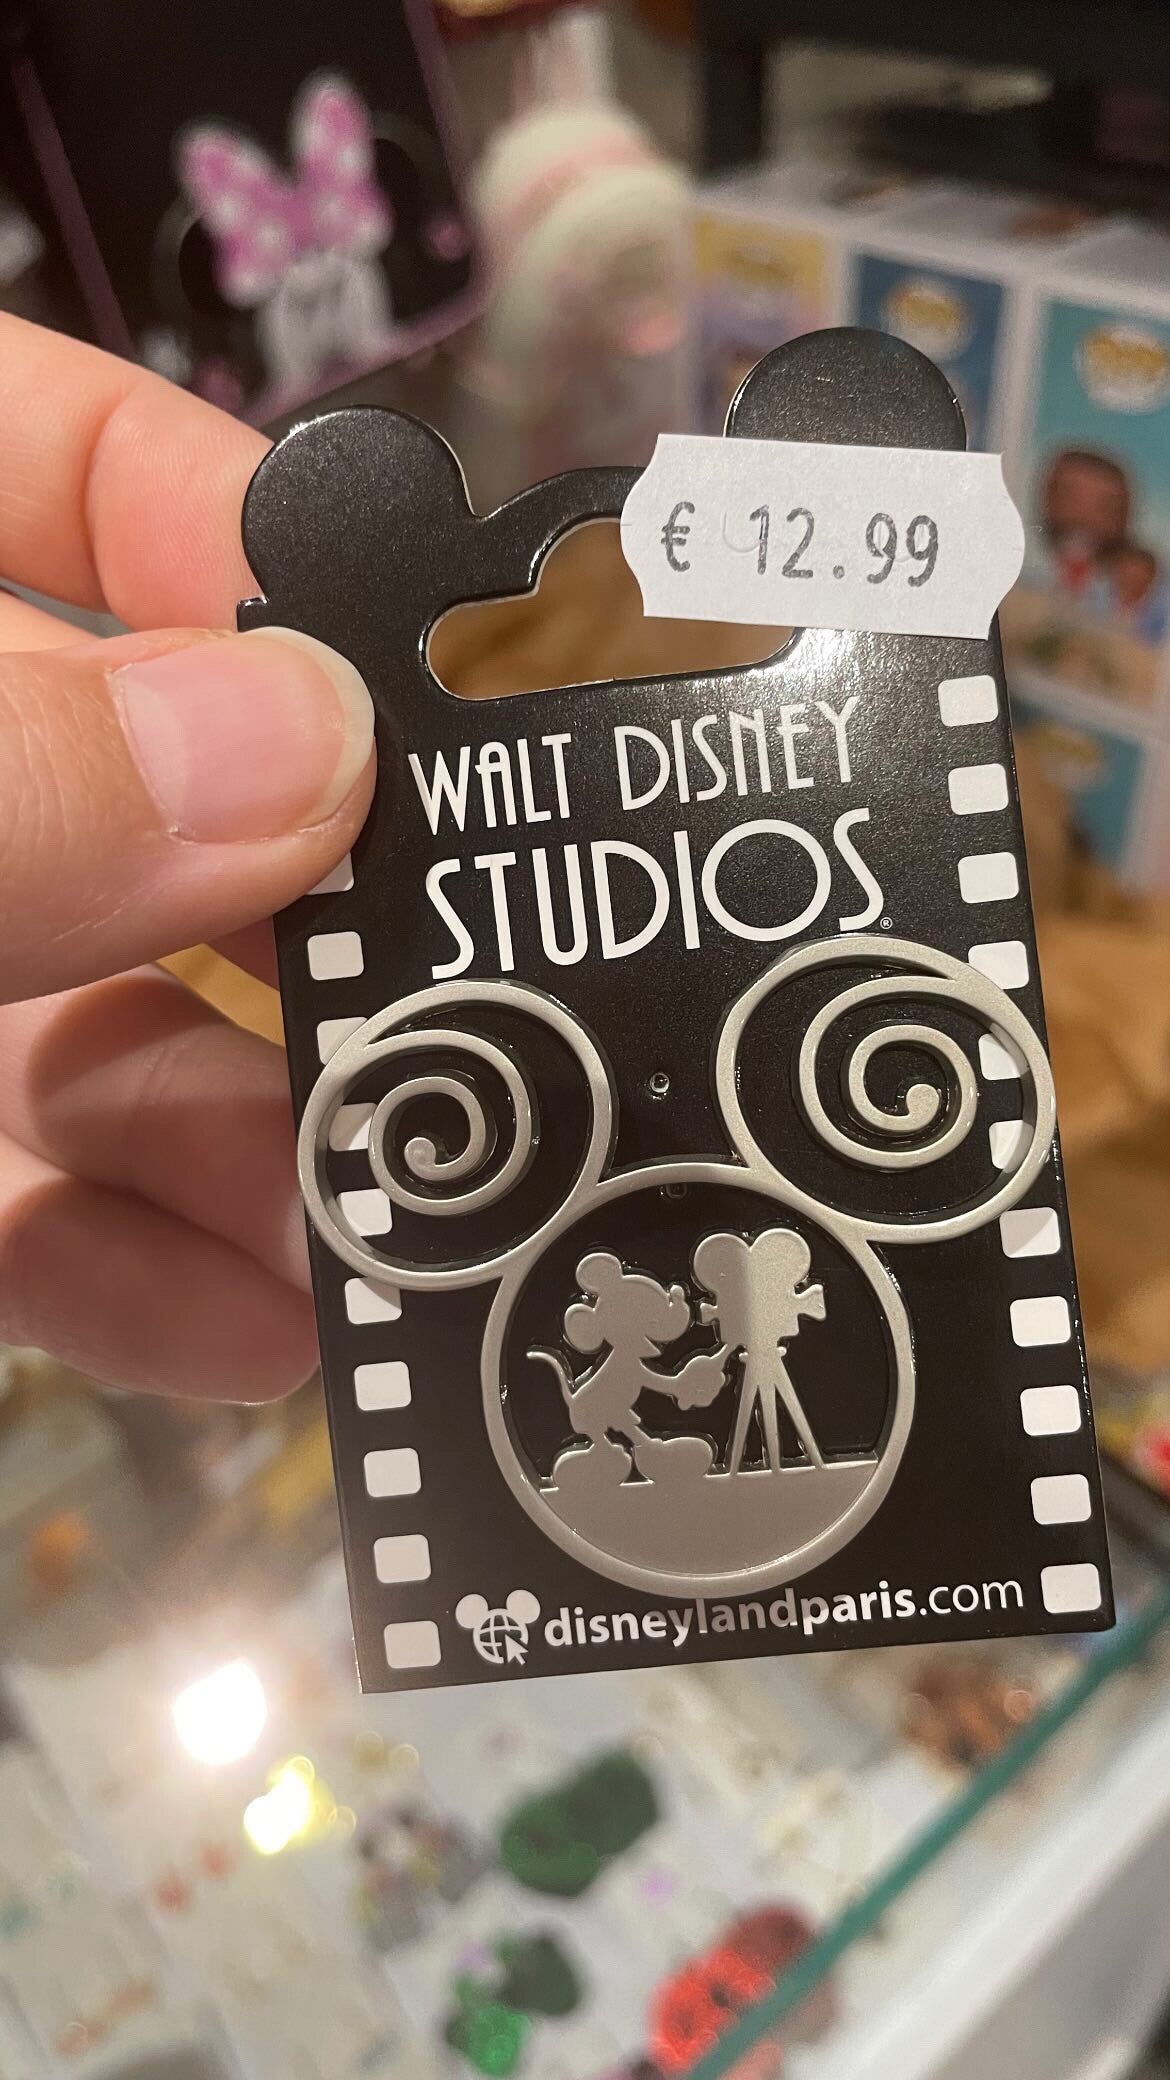 € 12.99
WALT DISNEY
STUDIOS®
disneylandparis.com